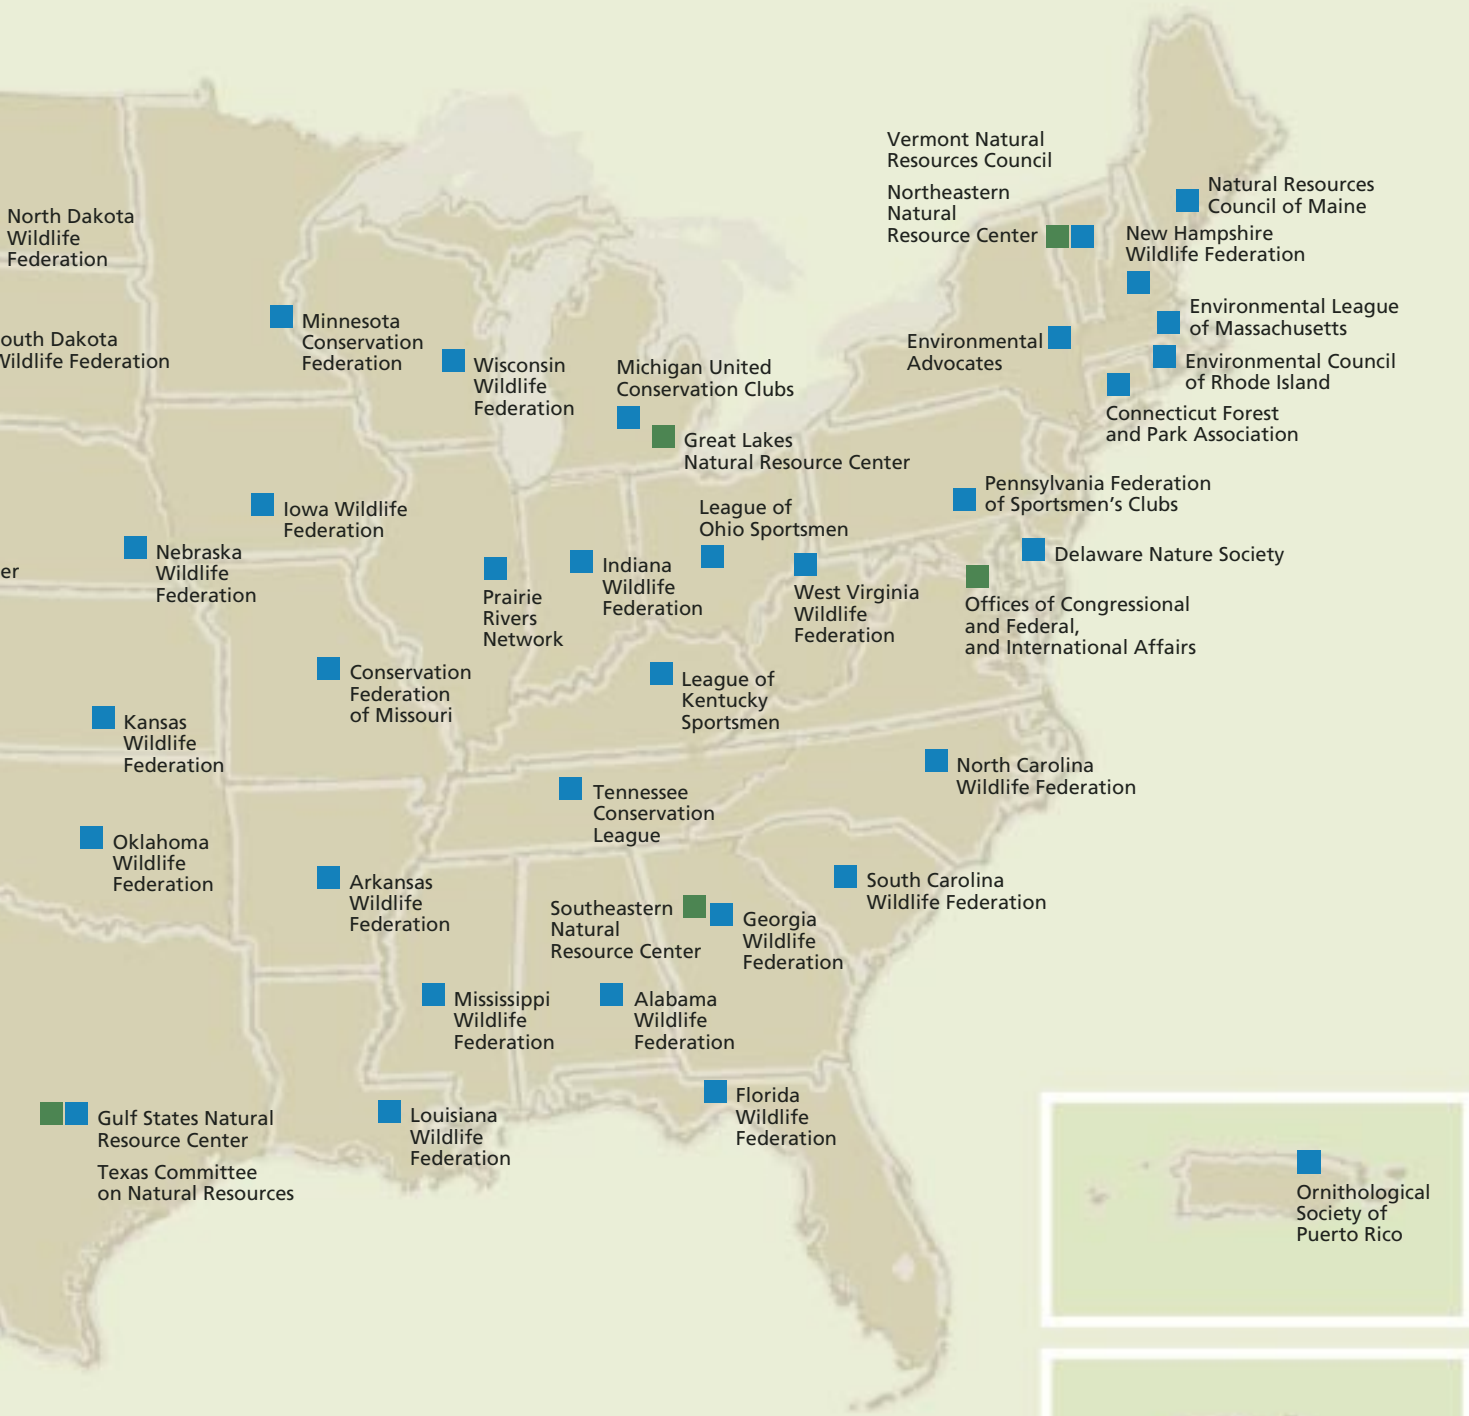 Vermont Natural
Resources Council
Northeastern
Natural
Resource Center
Natural Resources
Council of Maine
New Hampshire
Wildlife Federation
North Dakota
Wildlife
Federation
Environmental League
of Massachusetts
Minnesota
Conservation
Federation
outh Dakota
Wildlife Federation
Environmental
Advocates
Environmental Council
of Rhode Island
Wisconsin
Wildlife
Federation
Michigan United
Conservation Clubs
Connecticut Forest
and Park Association
Great Lakes
Natural Resource Center
Pennsylvania Federation
of Sportsmen's Clubs
Iowa Wildlife
Federation
League of
Ohio Sportsmen
Nebraska
Wildlife
Federation
Delaware Nature Society
er
Indiana
Wildlife
Federation
Prairie
Rivers
Network
West Virginia
Wildlife
Federation
Offices of Congressional
and Federal,
and International Affairs
Conservation
Federation
of Missouri
League of
Kentucky
Sportsmen
Kansas
Wildlife
Federation
North Carolina
Wildlife Federation
Tennessee
Conservation
League
Oklahoma
Wildlife
Federation
Arkansas
Wildlife
Federation
South Carolina
Wildlife Federation
Southeastern
Natural
Resource Center
Georgia
Wildlife
Federation
Mississippi
Wildlife
Federation
Alabama
Wildlife
Federation
Florida
Wildlife
Federation
Gulf States Natural
Resource Center
Texas Committee
on Natural Resources
Louisiana
Wildlife
Federation
Ornithological
Society of
Puerto Rico